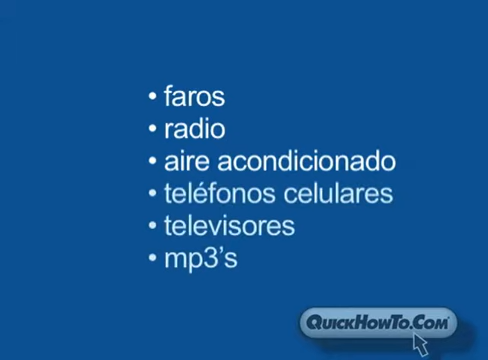 • faros
• radio
• aire acondicionado
• teléfonos celulares
• televisores
• mp3's
QuickHowTo.Com